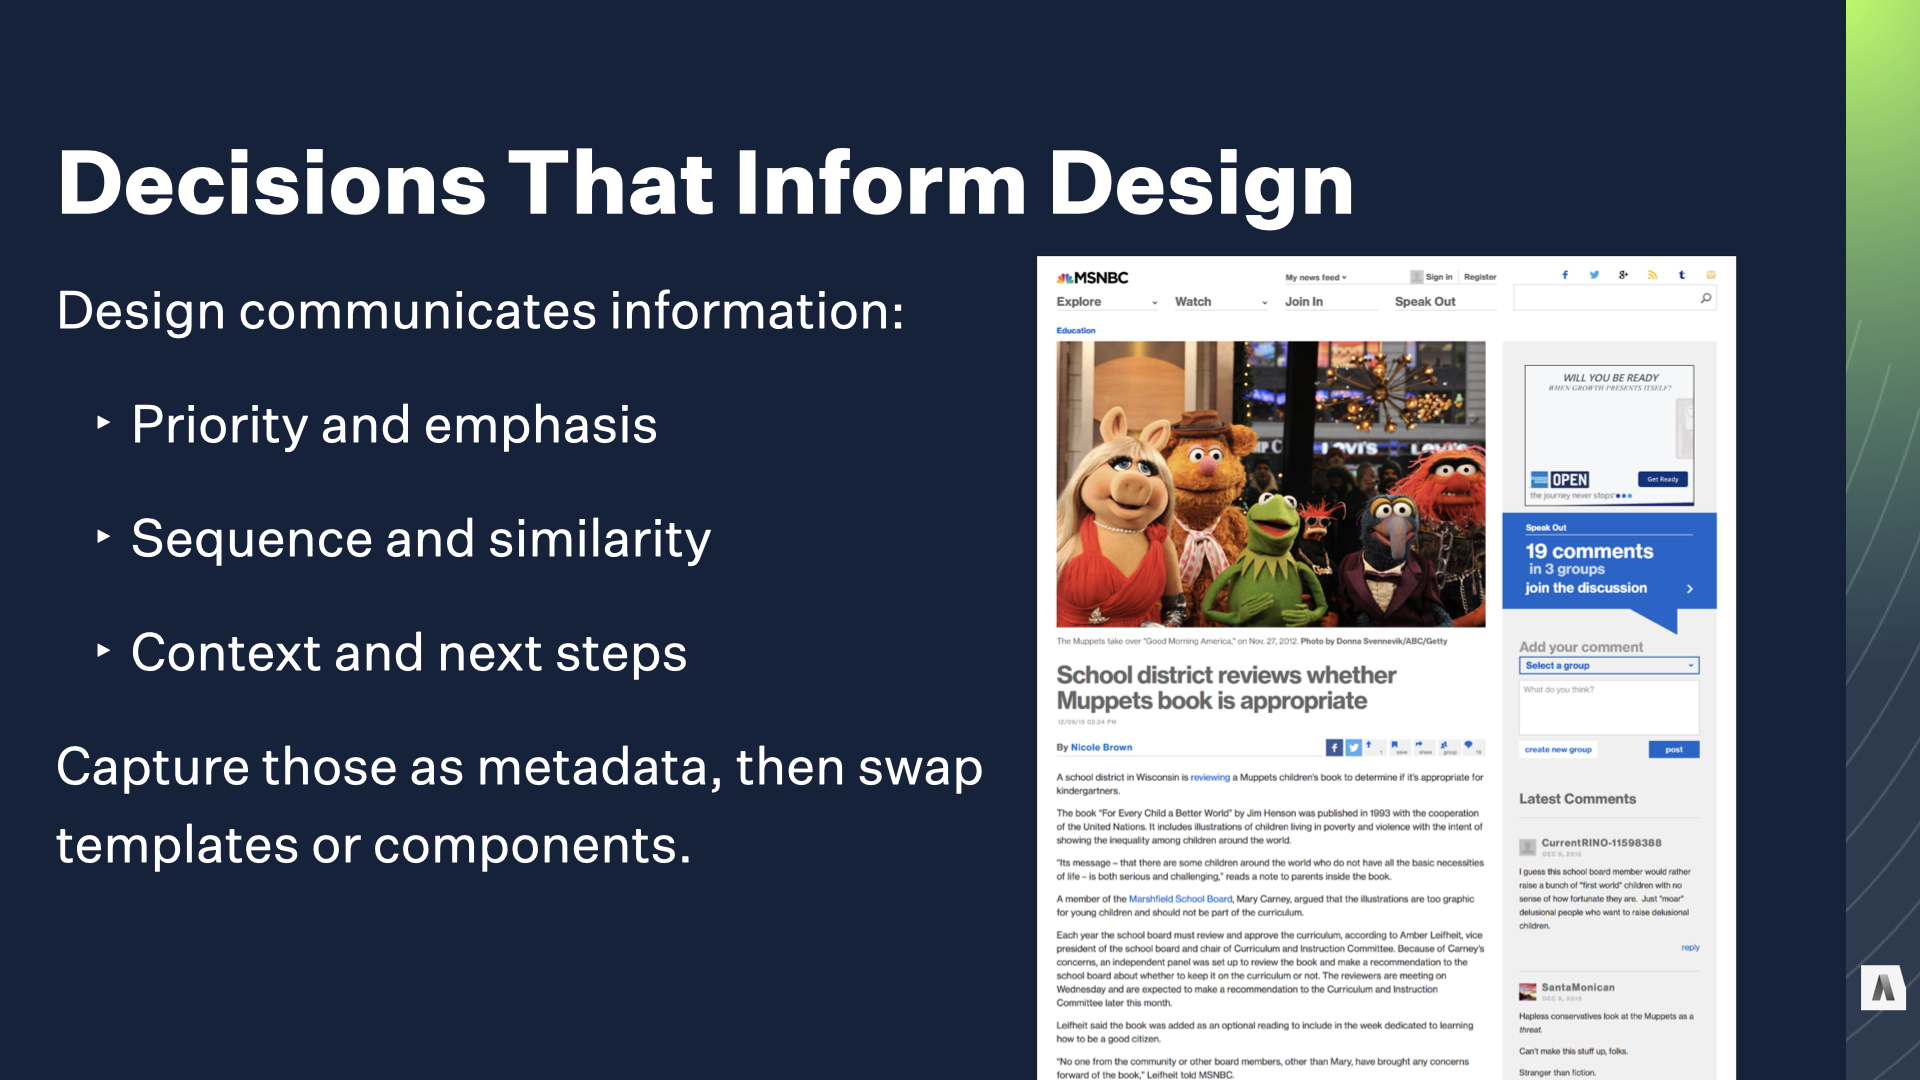 Decisions That Inform Design
Design communicates information:
‣ Priority and emphasis
‣ Sequence and similarity
‣ Context and next steps
Capture those as metadata, then swap
templates or components.
MSNBC
My news feed
Sign in
Register
Explore
Watch
Join In
Speak Out
Education
LEVI'S
The Muppets take over "Good Morning America," on Nov. 27, 2012. Photo by Donna Svennevik/ABC/Getty
School district reviews whether
Muppets book is appropriate
12/09/15 02:24 PM
By Nicole Brown
save
share
group
A school district in Wisconsin is reviewing a Muppets children's book to determine if it's appropriate for
kindergartners.
The book "For Every Child a Better World" by Jim Henson was published in 1993 with the cooperation
of the United Nations. It includes illustrations of children living in poverty and violence with the intent of
showing the inequality among children around the world.
"Its message – that there are some children around the world who do not have all the basic necessities
of life – is both serious and challenging," reads a note to parents inside the book.
A member of the Marshfield School Board, Mary Carney, argued that the illustrations are too graphic
for young children and should not be part of the curriculum.
Each year the school board must review and approve the curriculum, according to Amber Leifheit, vice
president of the school board and chair of Curriculum and Instruction Committee. Because of Carney's
concerns, an independent panel was set up to review the book and make a recommendation to the
school board about whether to keep it on the curriculum or not. The reviewers are meeting on
Wednesday and are expected to make a recommendation to the Curriculum and Instruction
Committee later this month.
Leifheit said the book was added as an optional reading to include in the week dedicated to learning
how to be a good citizen.
"No one from the community or other board members, other than Mary, have brought any concerns
forward of the book," Leifheit told MSNBC.
WILL YOU BE READY
WHEN GROWTH PRESENTS ITSELF?
OPEN
Get Ready
the journey never stops
Speak Out
19 comments
in 3 groups
join the discussion
Add your comment
Select a group
What do you think?
create new group
post
Latest Comments
CurrentRINO-11598388
DEC 9, 2015
I guess this school board member would rather
raise a bunch of "first world" children with no
sense of how fortunate they are. Just "moar"
delusional people who want to raise delusional
children.
reply
SantaMonican
DEC 9, 2015
Hapless conservatives look at the Muppets as a
threat.
Can't make this stuff up, folks.
Stranger than fiction.